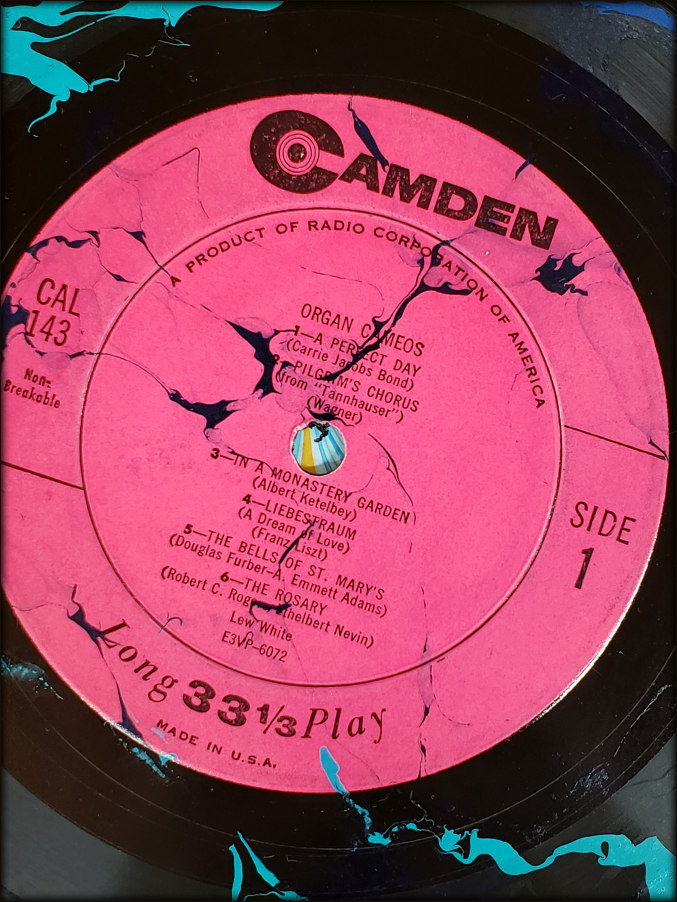 CAMDEN
A PRODUCT OF RADIO CORPORATION OF AMERICA
CAL
143
Non-
Breakable
ORGAN CAMEOS
1—A PERFECT DAY
(Carrie Jacobs Bond)
2—PILGRIM'S CHORUS
(from "Tannhauser")
(Wagner)
3—IN A MONASTERY GARDEN
(Albert Ketelbey)
4—LIEBESTRAUM
(A Dream of Love)
(Franz Liszt)
5—THE BELLS OF ST. MARY'S
(Douglas Furber-A. Emmett Adams)
6—THE ROSARY
(Robert C. Rogers-Ethelbert Nevin)
Lew White
E3VP-6072
SIDE
1
Long 33 1/3 Play
MADE IN U.S.A.